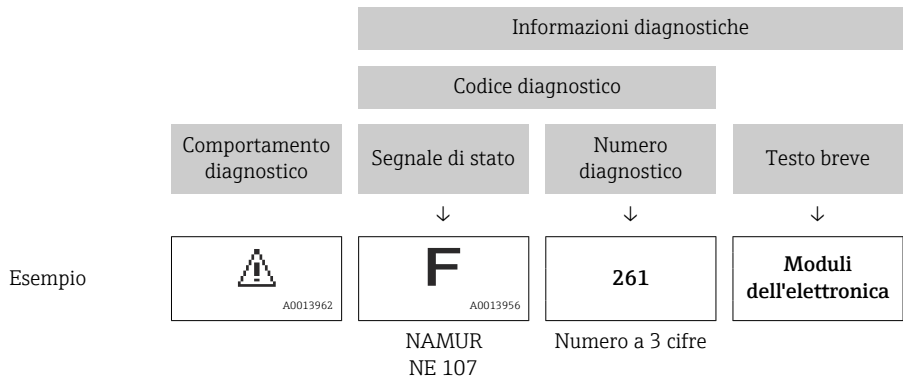 Informazioni diagnostiche
Codice diagnostico
Comportamento
diagnostico
Segnale di stato
Numero
diagnostico
Testo breve
Esempio
A0013962
F
A0013956
261
Moduli
dell'elettronica
NAMUR
NE 107
Numero a 3 cifre